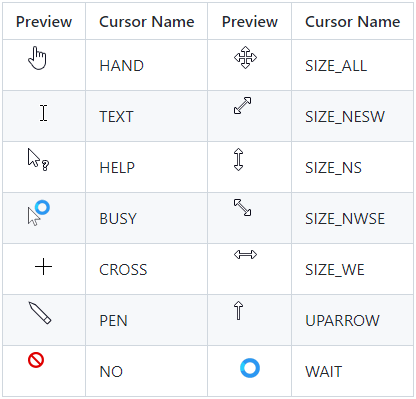 Preview Cursor Name Preview Cursor Name
HAND SIZE_ALL
TEXT SIZE_NESW
HELP SIZE_NS
BUSY SIZE_NWSE
CROSS SIZE_WE
PEN UPARROW
NO WAIT